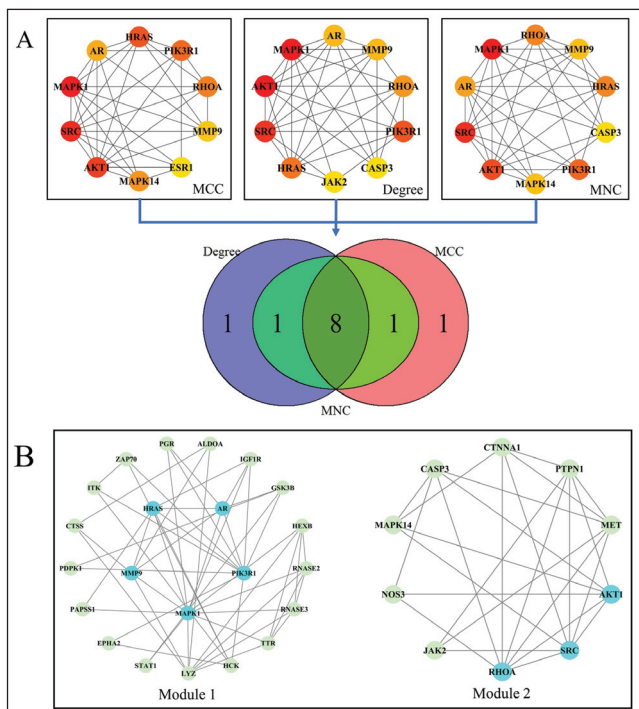 A
HRAS
AR
PIK3R1
MAPK1
RHOA
SRC
MMP9
AKT1
ESR1
MAPK14
MCC
AR
MAPK1
MMP9
AKT1
RHOA
SRC
PIK3R1
HRAS
CASP3
JAK2
Degree
RHOA
MAPK1
MMP9
AR
HRAS
SRC
CASP3
AKT1
PIK3R1
MAPK14
MNC
Degree
MCC
1 1 8 1 1
MNC
B
PGR
ALDOA
ZAP70
IGF1R
ITK
GSK3B
HRAS
AR
CTSS
HEXB
PDPK1
MMP9
PIK3R1
RNASE2
PAPSS1
MAPK1
RNASE3
EPHA2
TTR
STAT1
HCK
LYZ
Module 1
CTNNA1
CASP3
PTPN1
MAPK14
MET
NOS3
AKT1
JAK2
SRC
RHOA
Module 2